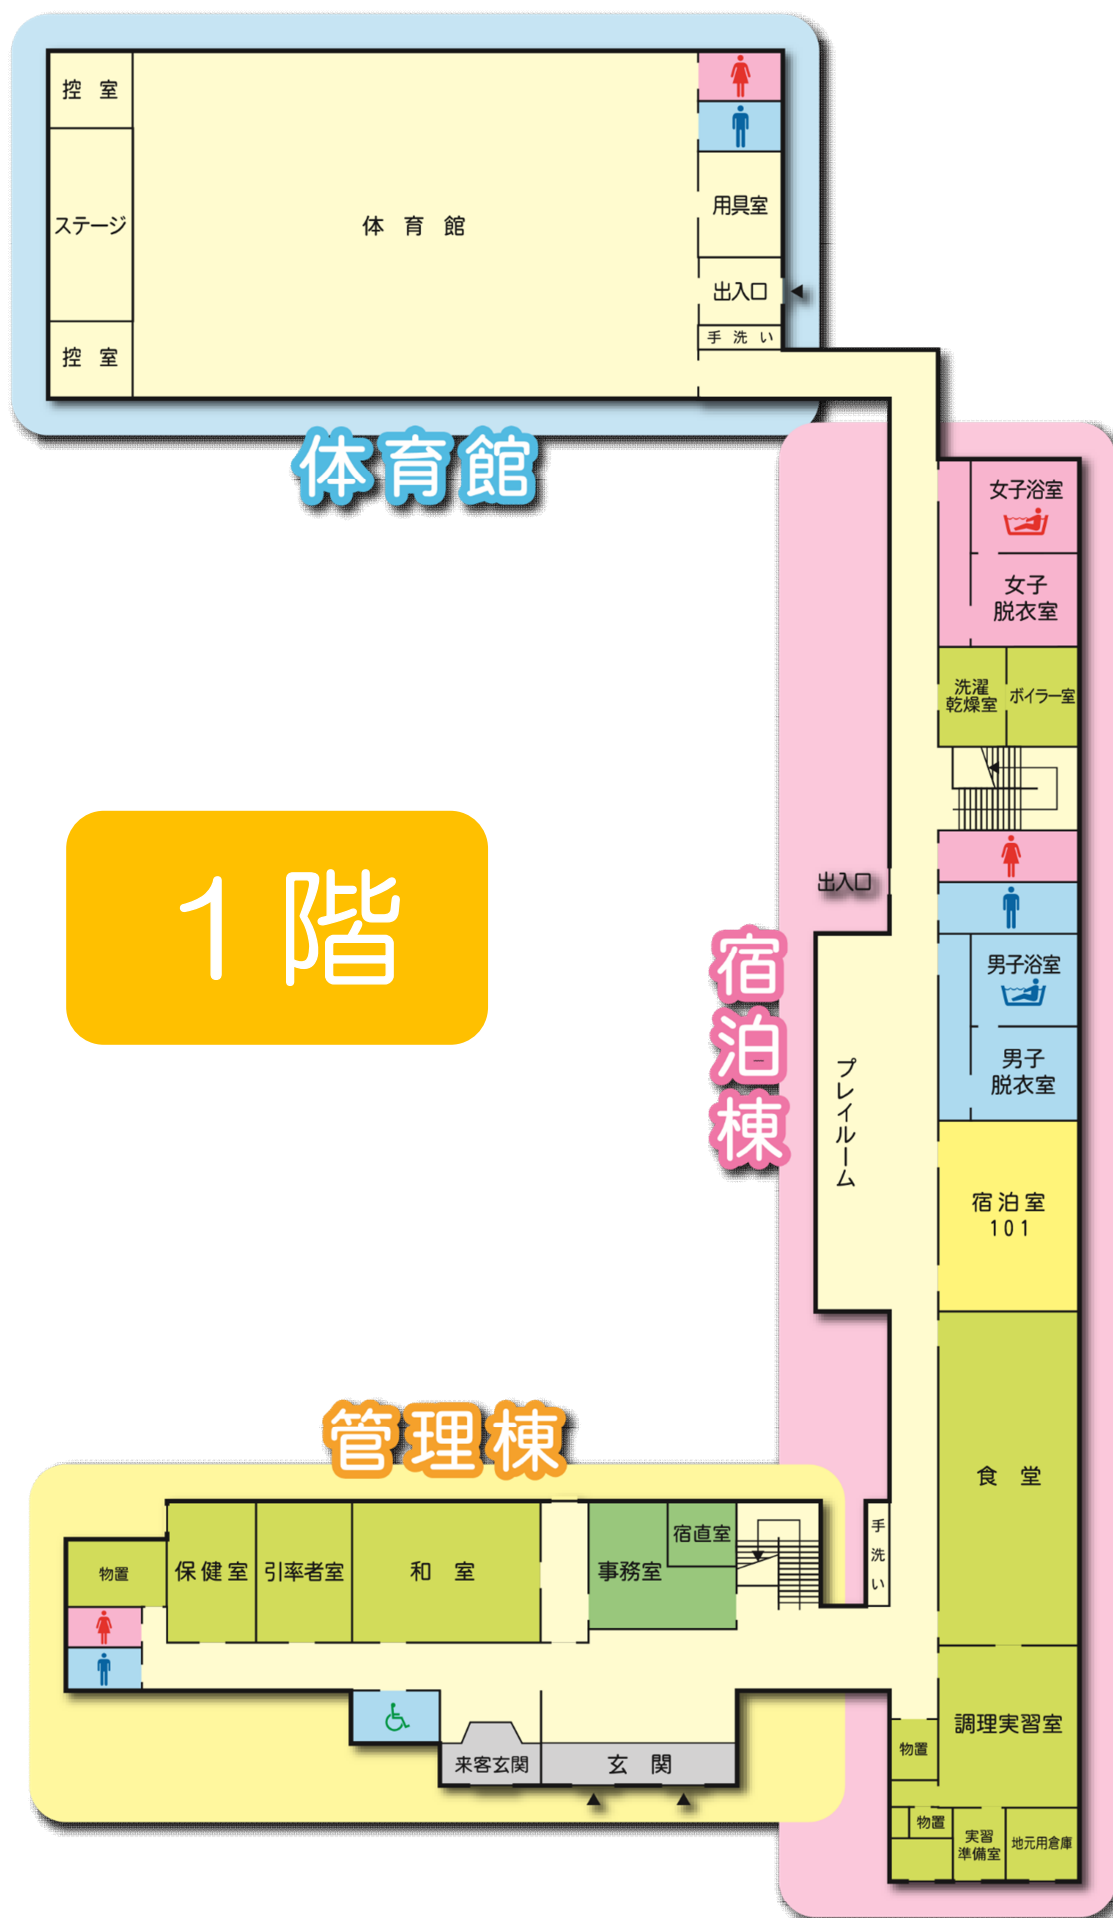 控 室
ステージ
体 育 館
用具室
出入口
手 洗 い
控 室
体育館
女子浴室
女子
脱衣室
洗濯
乾燥室
ボイラー室
1階
出入口
宿泊棟
男子浴室
男子
脱衣室
プレイルーム
宿泊室
101
食 堂
管理棟
物置
保健室
引率者室
和 室
事務室
宿直室
手洗い
来客玄関
玄 関
調理実習室
物置
物置
実習
準備室
地元用倉庫